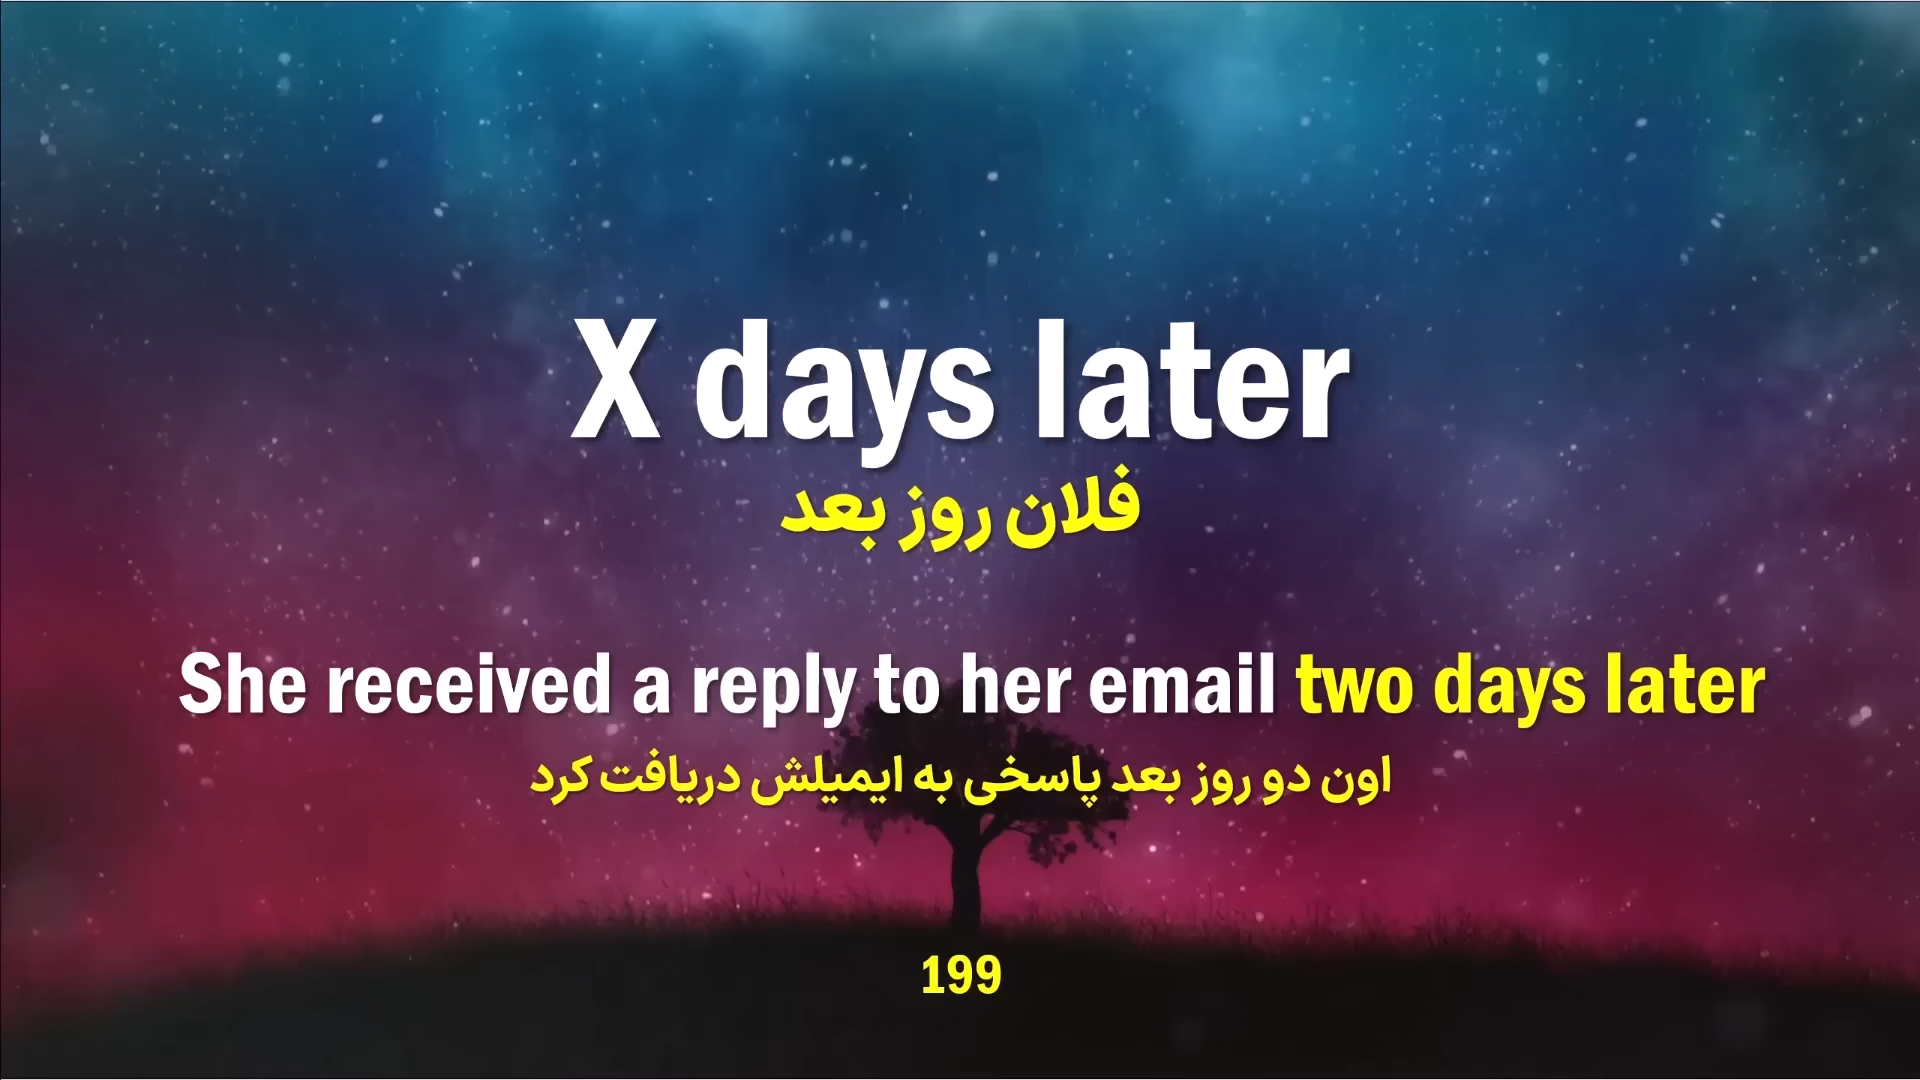 X days later
فلان روز بعد
She received a reply to her email two days later
اون دو روز بعد پاسخی به ایمیلش دریافت کرد
199